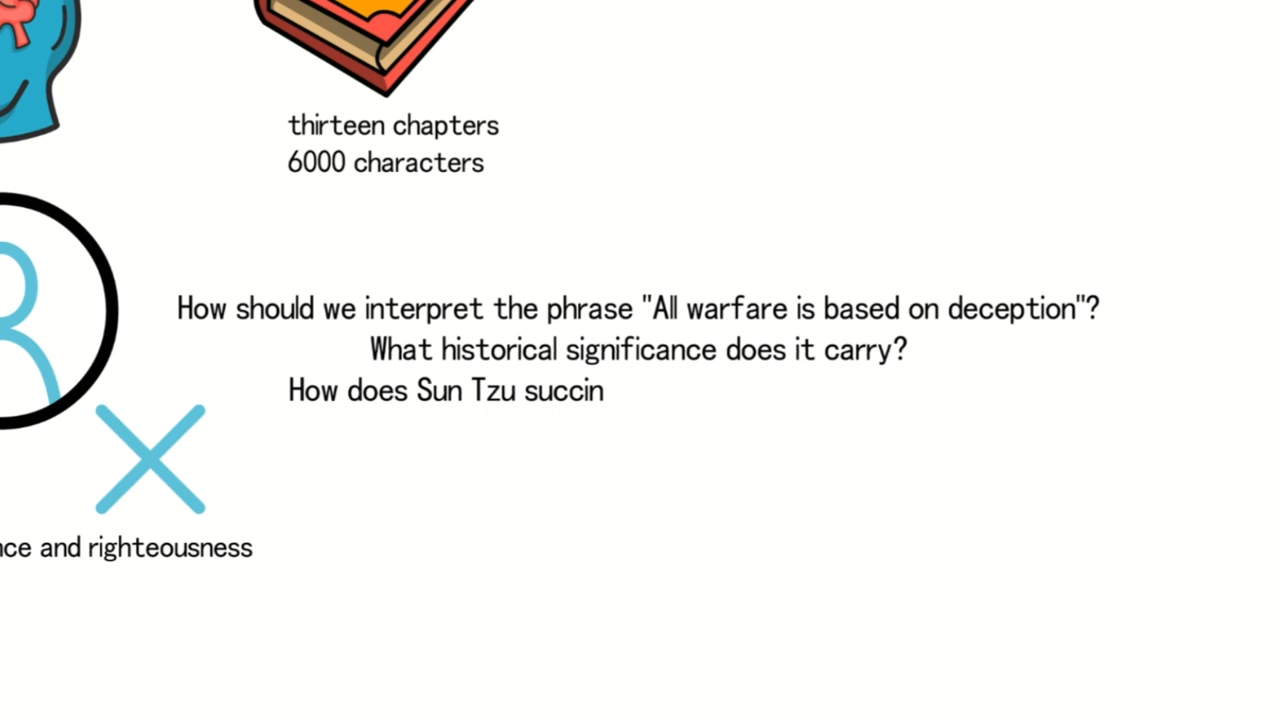 thirteen chapters
6000 characters
How should we interpret the phrase "All warfare is based on deception"?
What historical significance does it carry?
How does Sun Tzu succin
nce and righteousness